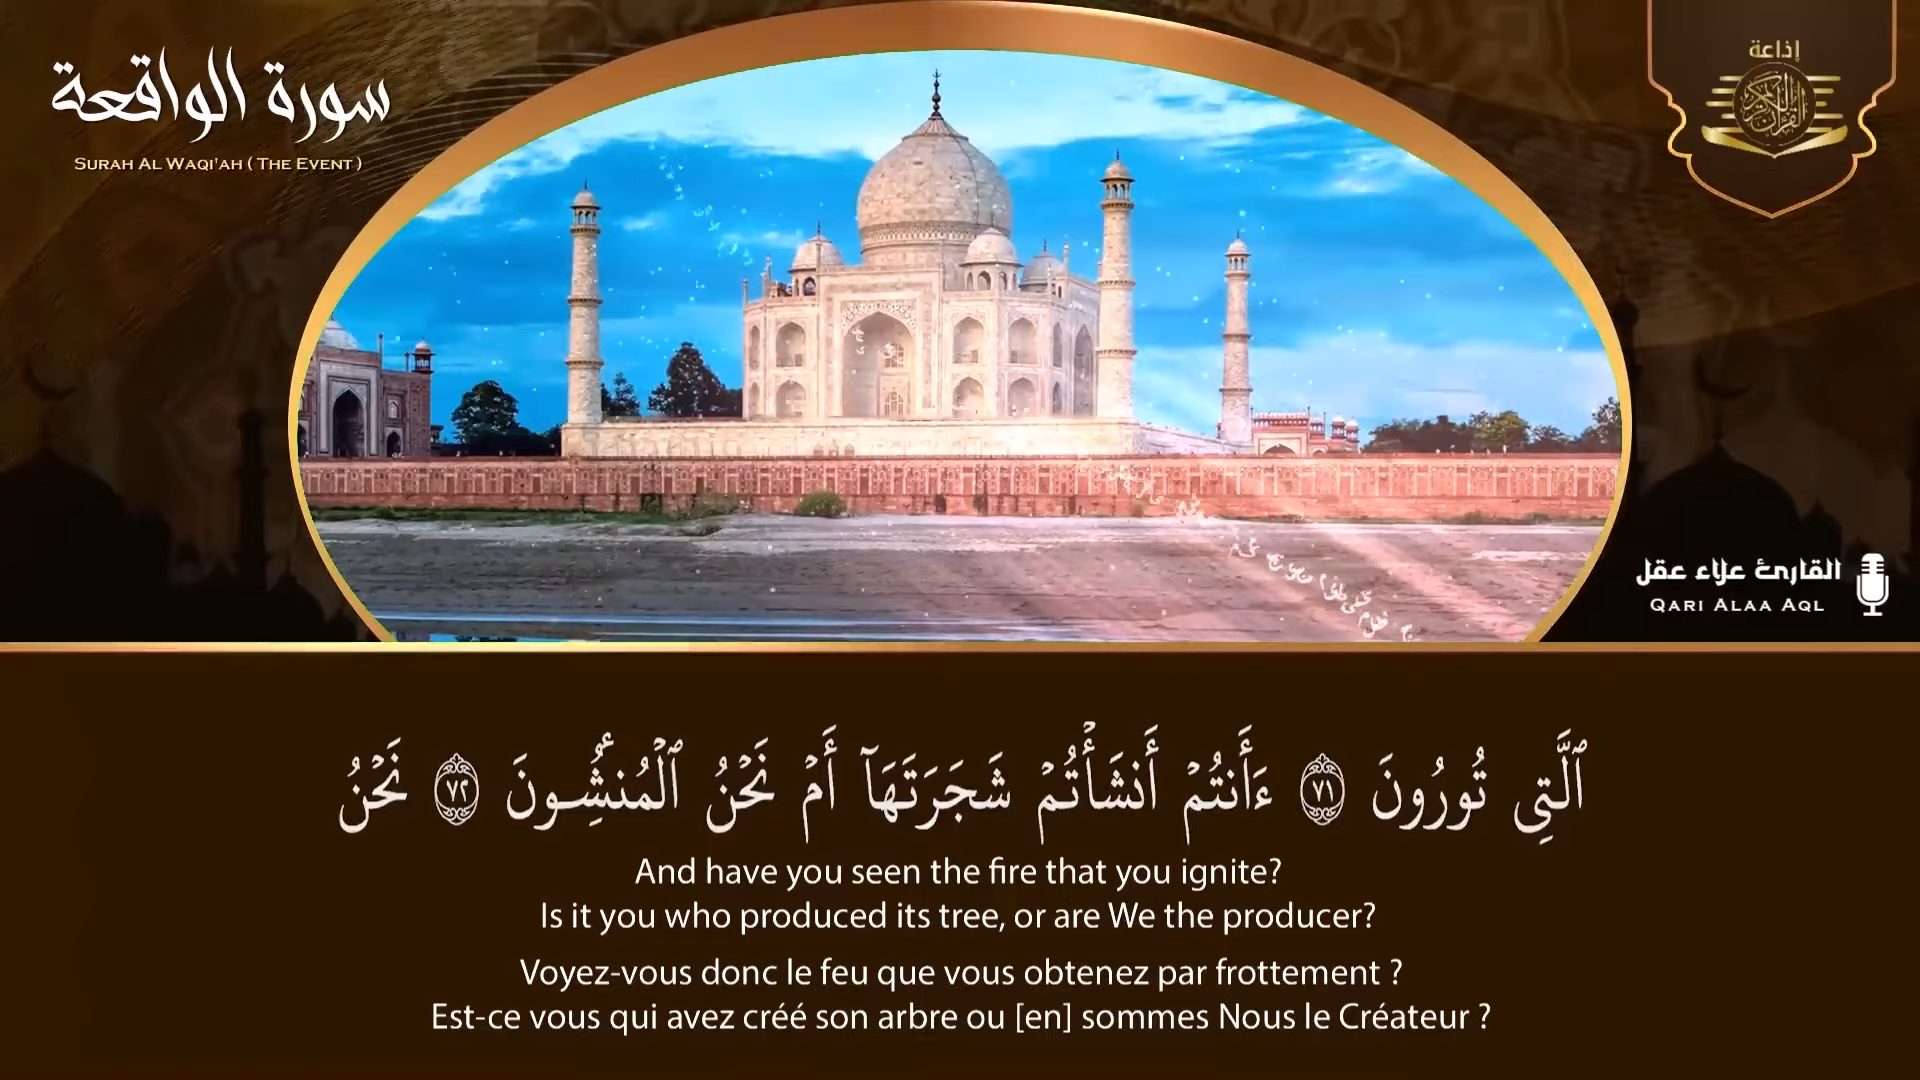 سورة الواقعة
SURAH AL WAQI'AH ( THE EVENT )
إذاعة
القرآن الكريم
القارئ علاء عقل
QARI ALAA AQL
ٱلَّتِى تُورُونَ ٧١ ءَأَنتُمْ أَنشَأْتُمْ شَجَرَتَهَآ أَمْ نَحْنُ ٱلْمُنشِـُٔونَ ٧٢ نَحْنُ
And have you seen the fire that you ignite?
Is it you who produced its tree, or are We the producer?
Voyez-vous donc le feu que vous obtenez par frottement ?
Est-ce vous qui avez créé son arbre ou [en] sommes Nous le Créateur ?